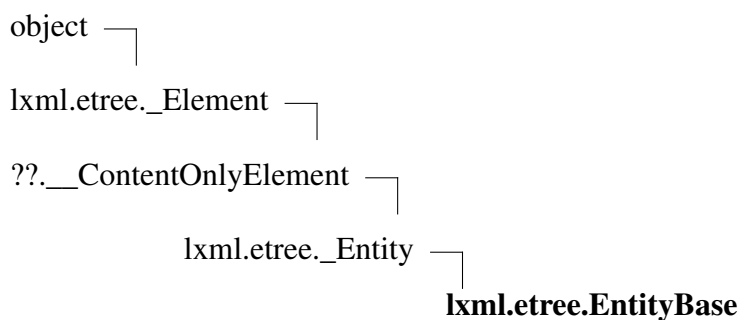 object
lxml.etree._Element
??.__ContentOnlyElement
lxml.etree._Entity
lxml.etree.EntityBase